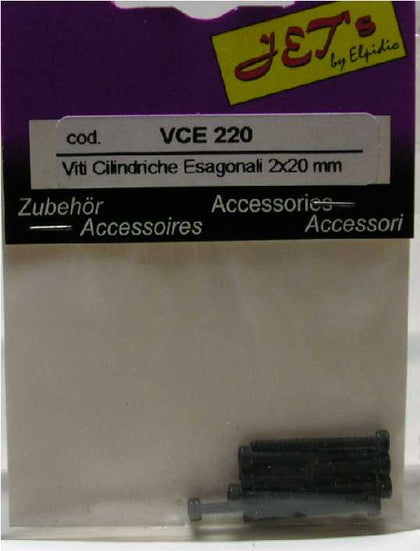 JET's
by Elpidio
cod. VCE 220
Viti Cilindriche Esagonali 2x20 mm
Zubehör Accessories
Accessoires Accessori